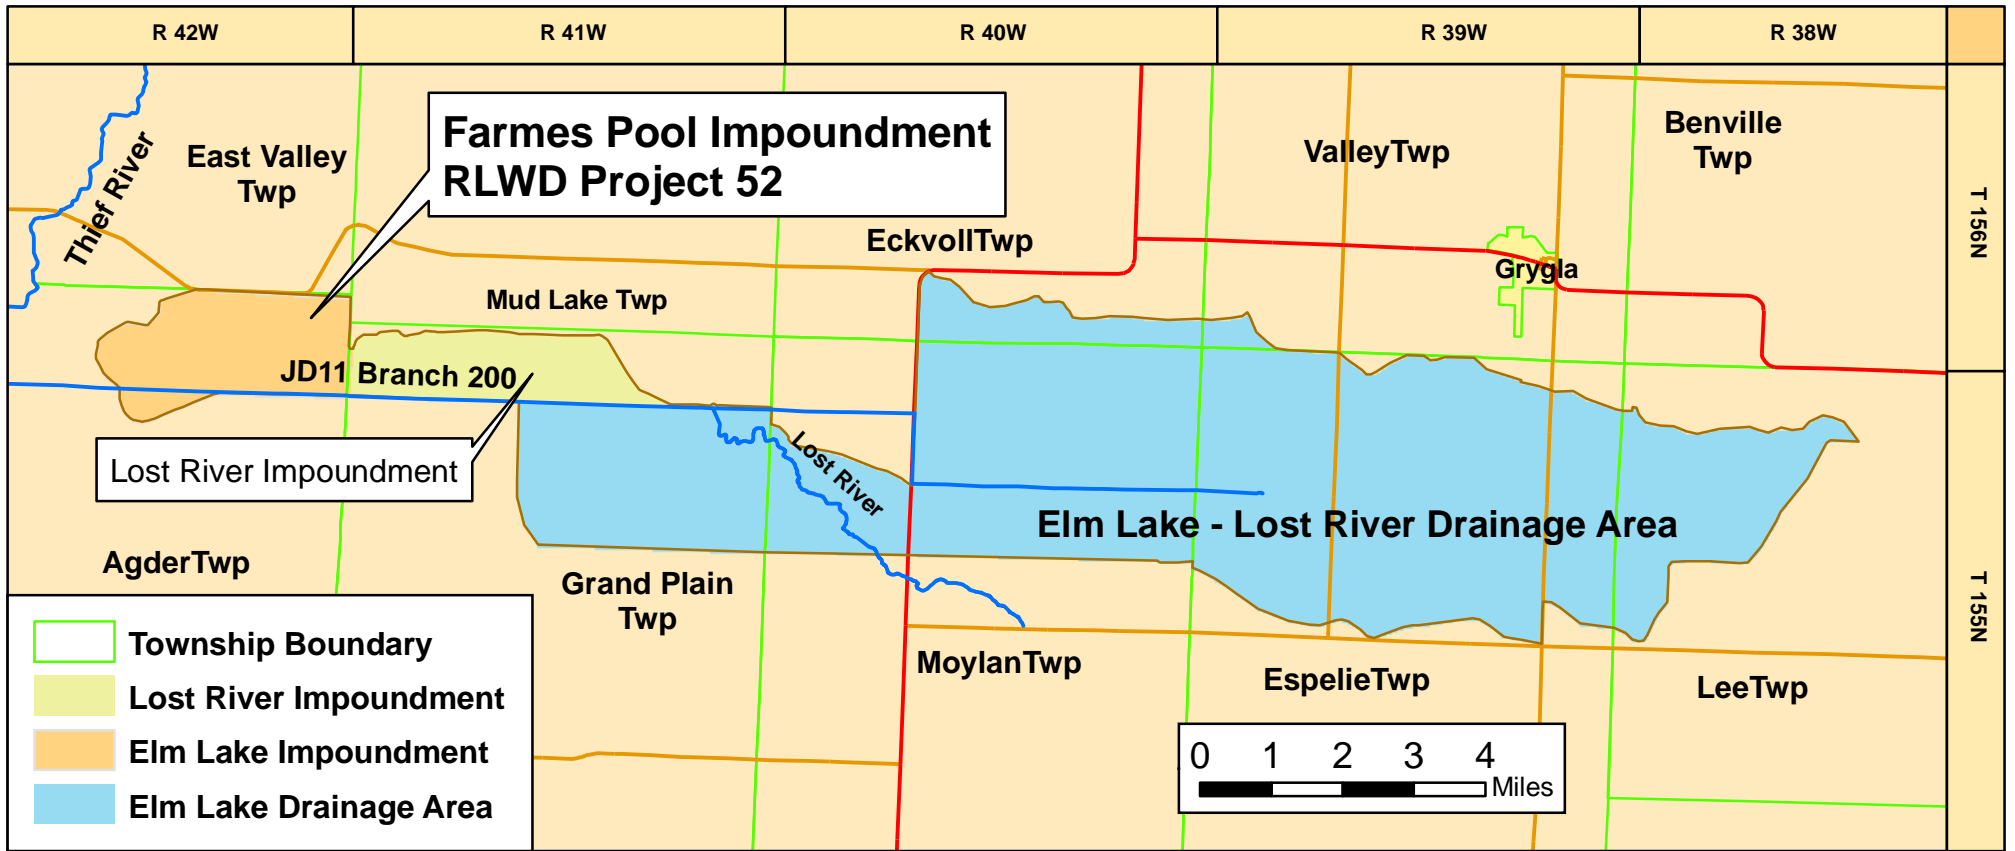 R 42W
R 41W
R 40W
R 39W
R 38W
Farmes Pool Impoundment
RLWD Project 52
Thief River
East Valley
Twp
ValleyTwp
Benville
Twp
T 156N
EckvollTwp
Grygla
Mud Lake Twp
JD11 Branch 200
Lost River Impoundment
Lost River
Elm Lake - Lost River Drainage Area
AgderTwp
Grand Plain
Twp
T 155N
MoylanTwp
EspelieTwp
LeeTwp
Township Boundary
Lost River Impoundment
Elm Lake Impoundment
Elm Lake Drainage Area
0 1 2 3 4
Miles